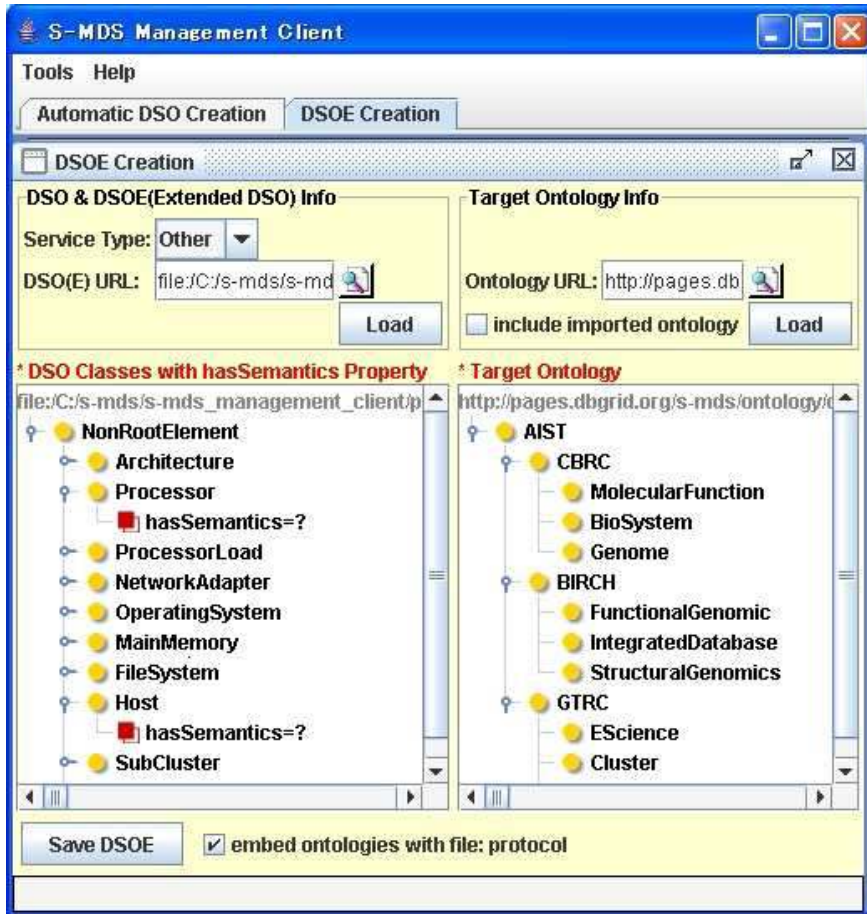 S-MDS Management Client
Tools Help
Automatic DSO Creation DSOE Creation
DSOE Creation
DSO & DSOE(Extended DSO) Info
Service Type: Other
DSO(E) URL: file:/C:/s-mds/s-md
Load
Target Ontology Info
Ontology URL: http://pages.db
include imported ontology Load
* DSO Classes with hasSemantics Property
file:/C:/s-mds/s-mds_management_client/p
NonRootElement
Architecture
Processor
hasSemantics=?
ProcessorLoad
NetworkAdapter
OperatingSystem
MainMemory
FileSystem
Host
hasSemantics=?
SubCluster
* Target Ontology
http://pages.dbgrid.org/s-mds/ontology/
AIST
CBRC
MolecularFunction
BioSystem
Genome
BIRCH
FunctionalGenomic
IntegratedDatabase
StructuralGenomics
GTRC
EScience
Cluster
Save DSOE embed ontologies with file: protocol